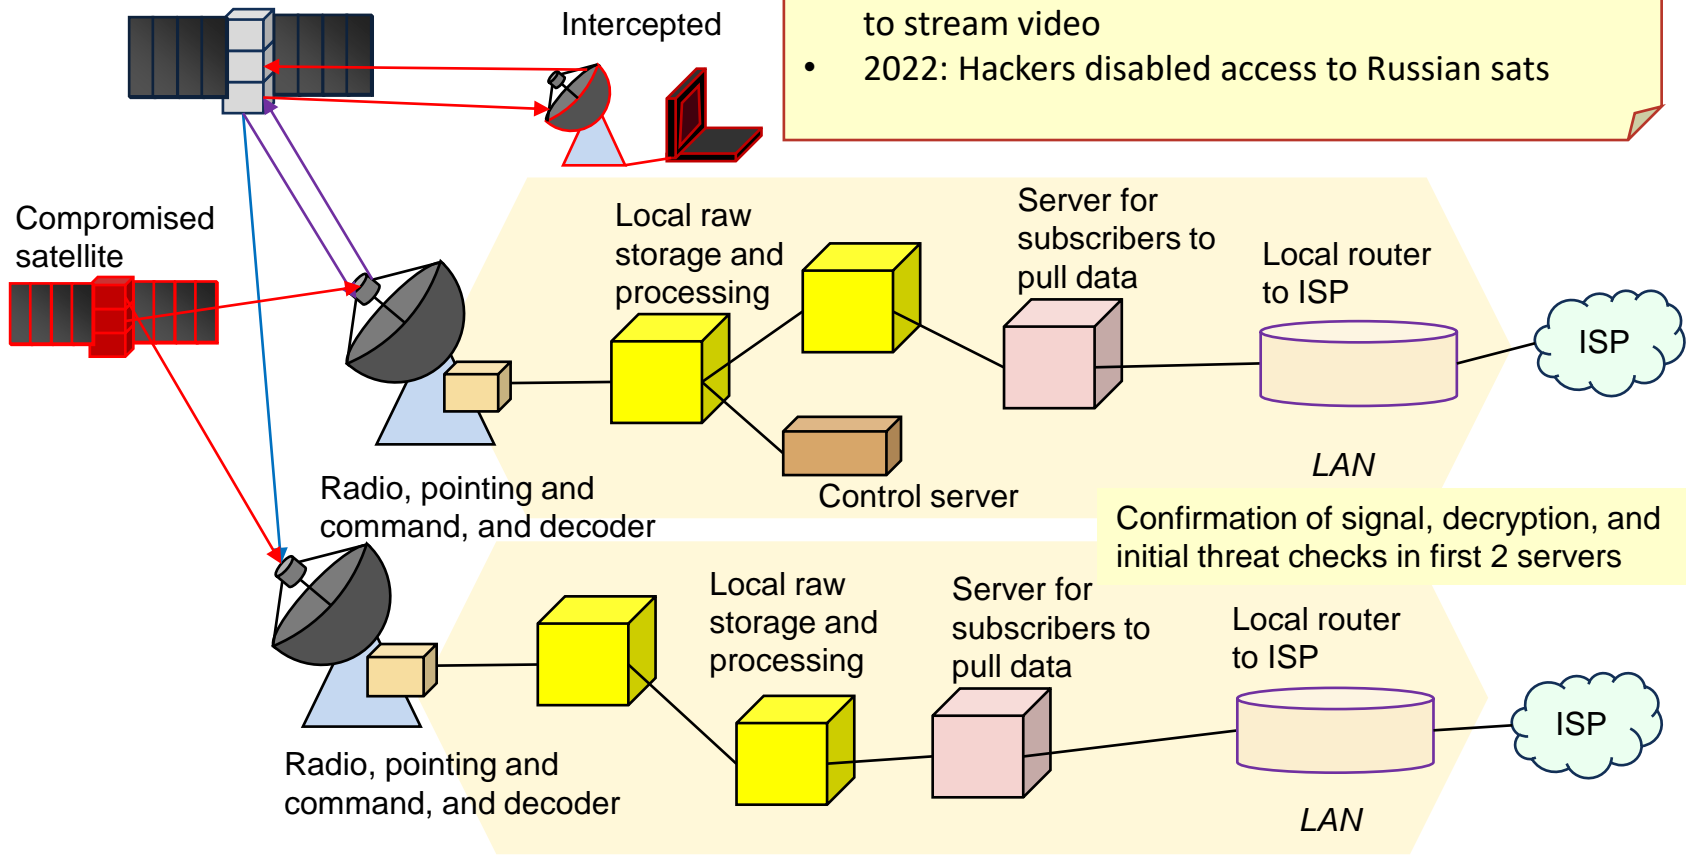 Intercepted
to stream video
• 2022: Hackers disabled access to Russian sats
Compromised
satellite
Local raw
storage and
processing
Server for
subscribers to
pull data
Local router
to ISP
ISP
LAN
Control server
Radio, pointing and
command, and decoder
Confirmation of signal, decryption, and
initial threat checks in first 2 servers
Local raw
storage and
processing
Server for
subscribers to
pull data
Local router
to ISP
ISP
LAN
Radio, pointing and
command, and decoder